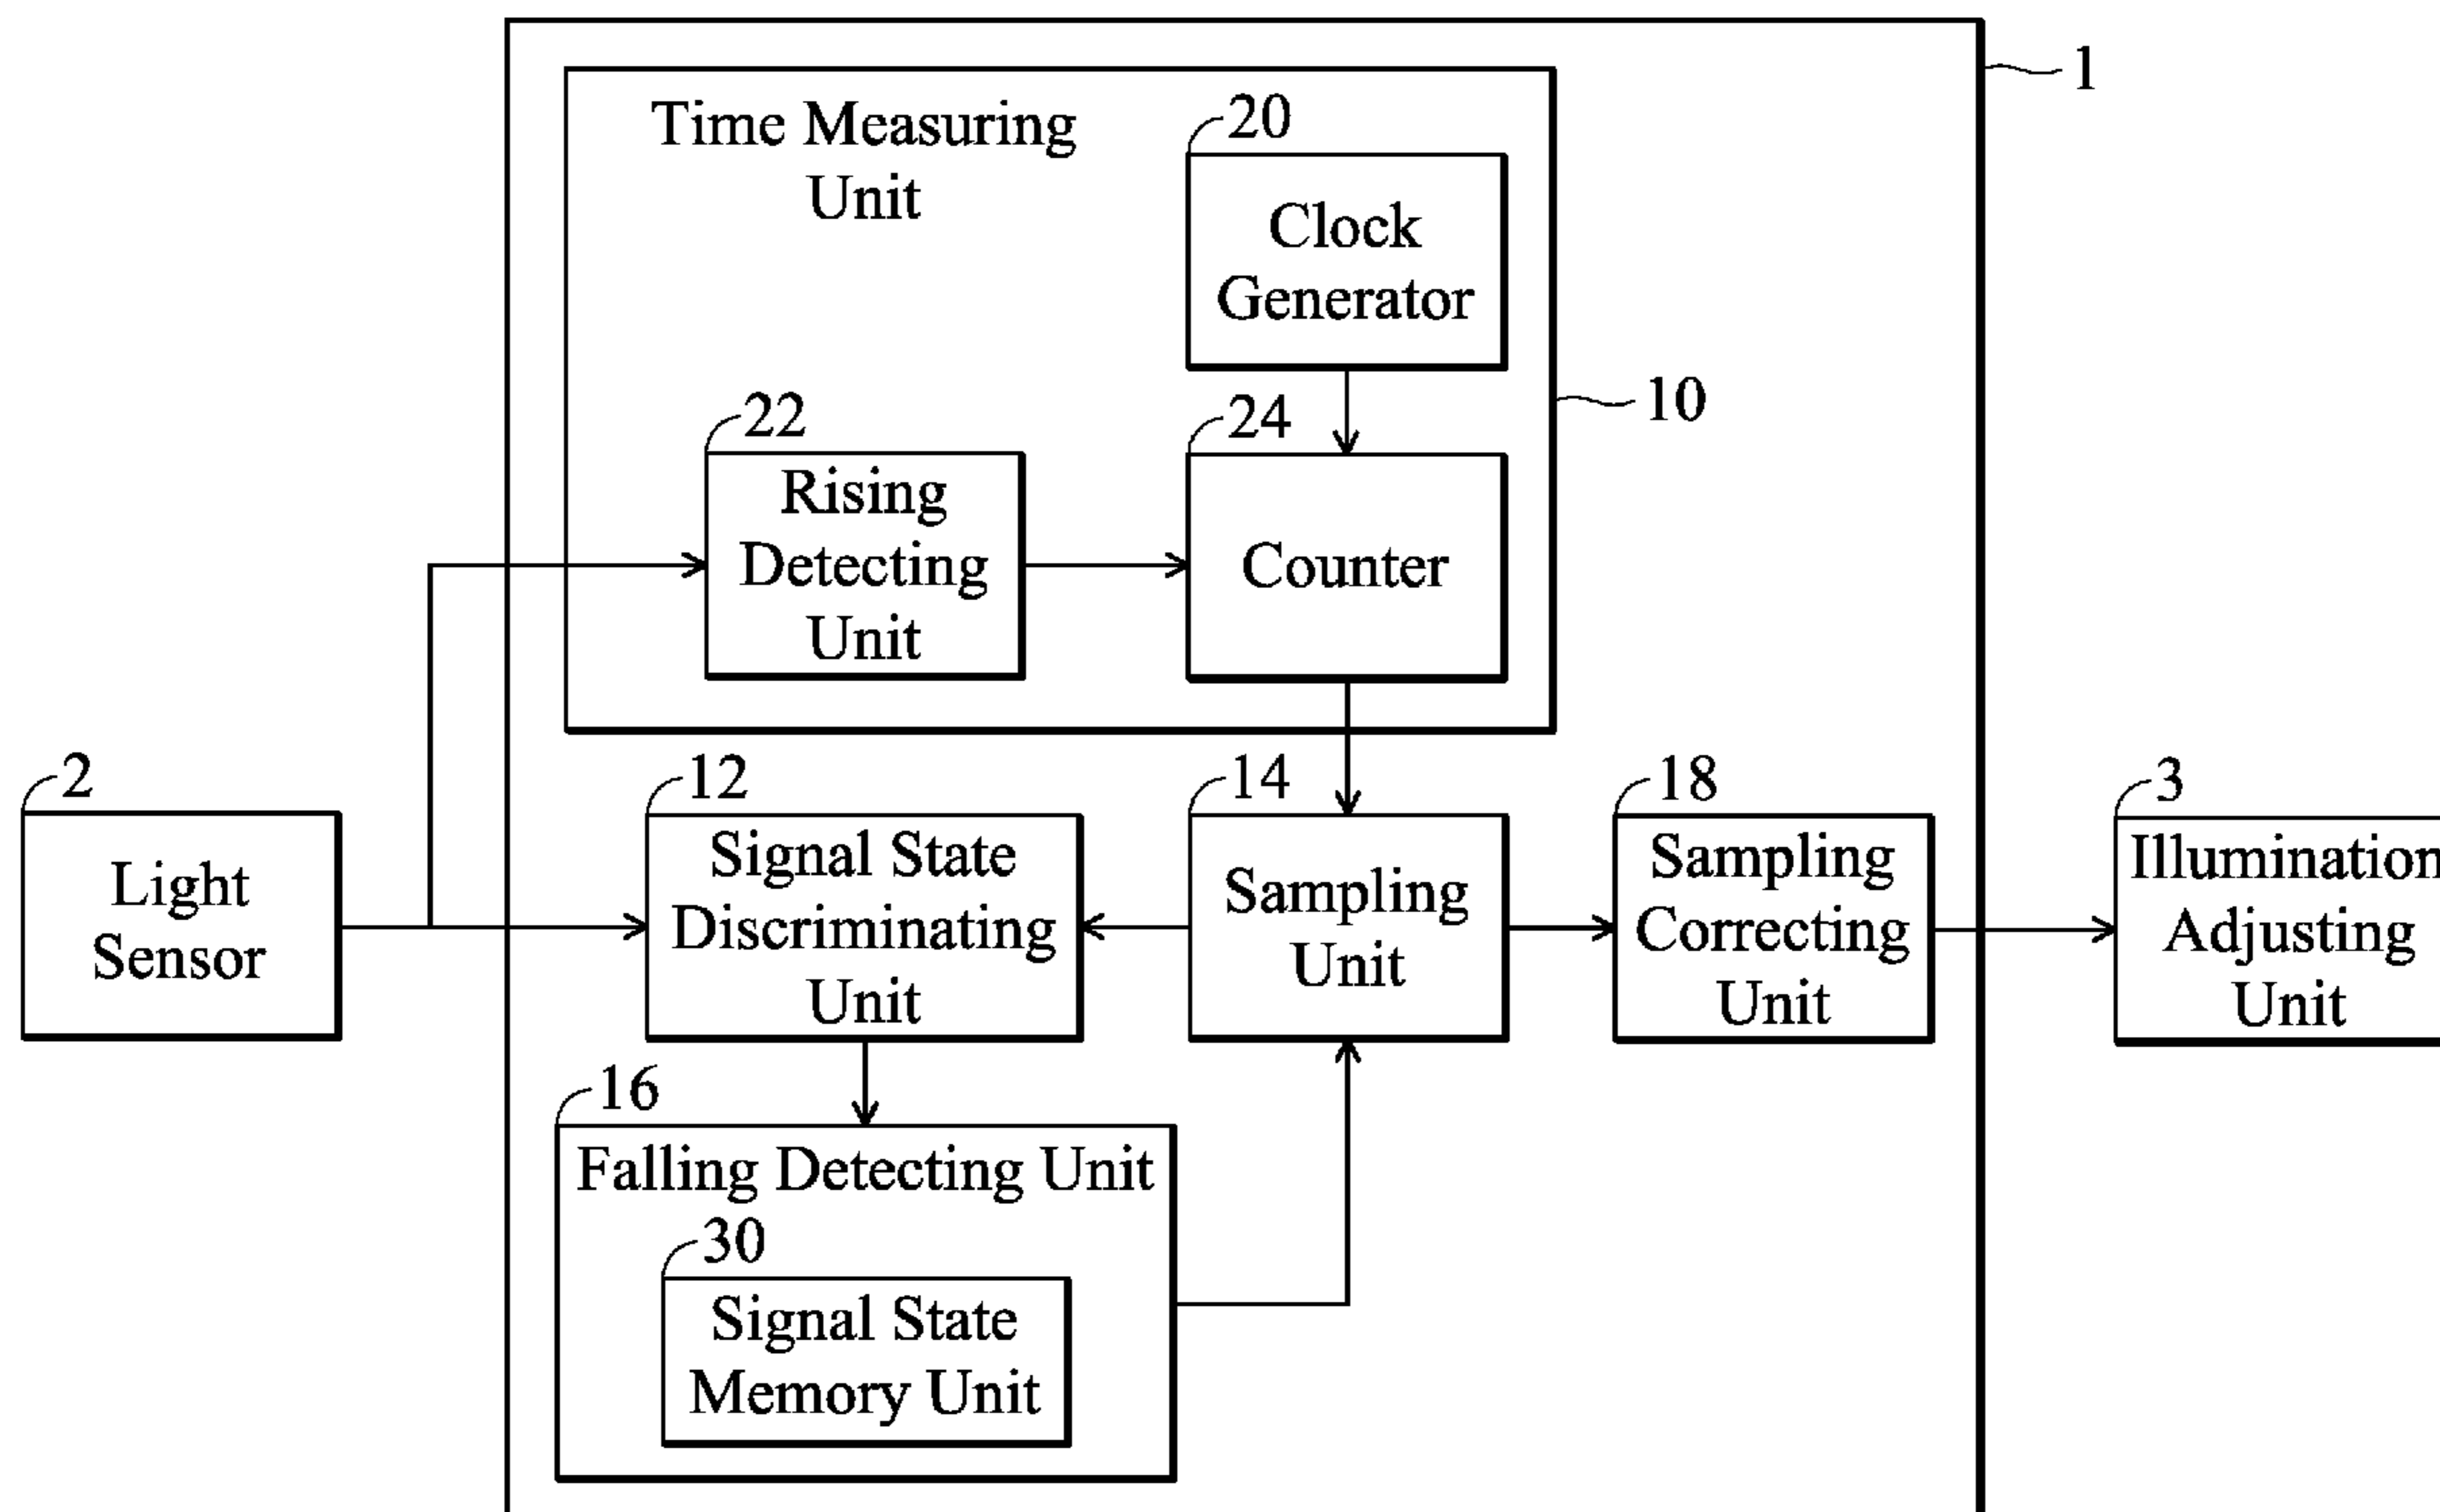 1
Time Measuring
Unit
20
Clock
Generator
10
22
Rising
Detecting
Unit
24
Counter
2
Light
Sensor
12
Signal State
Discriminating
Unit
14
Sampling
Unit
18
Sampling
Correcting
Unit
3
Illumination
Adjusting
Unit
16
Falling Detecting Unit
30
Signal State
Memory Unit